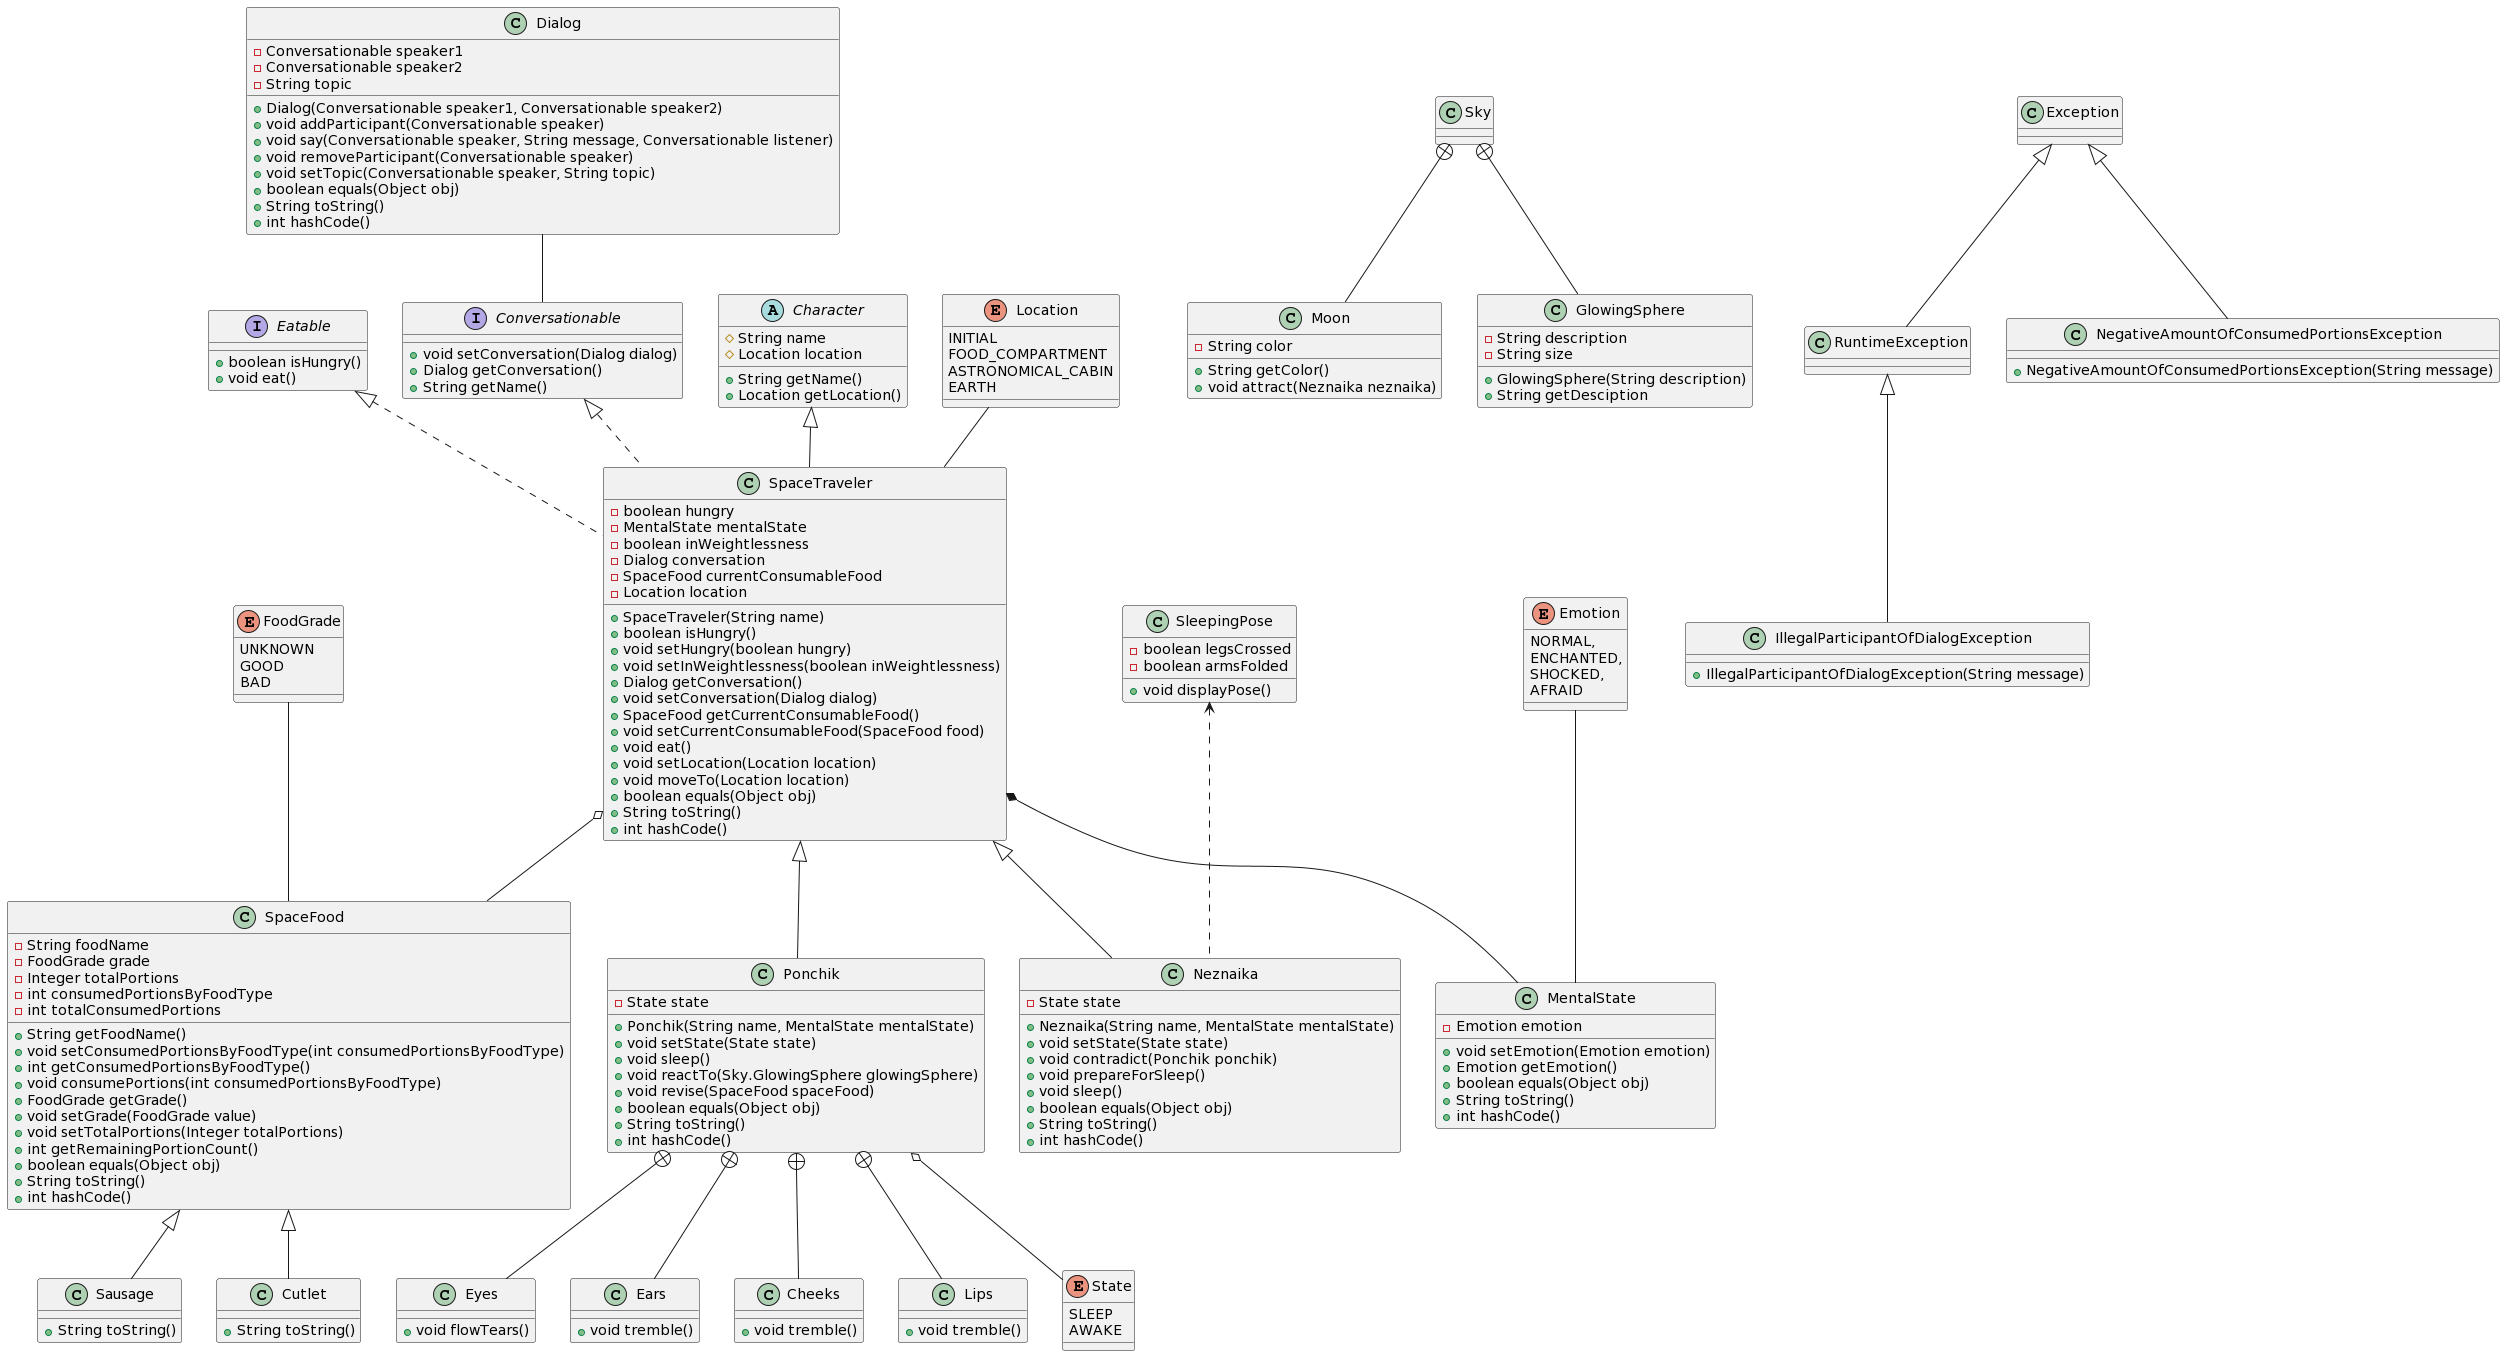 Dialog
Conversationable speaker1
Conversationable speaker2
String topic
Dialog(Conversationable speaker1, Conversationable speaker2)
void addParticipant(Conversationable speaker)
void say(Conversationable speaker, String message, Conversationable listener)
void removeParticipant(Conversationable speaker)
void setTopic(Conversationable speaker, String topic)
boolean equals(Object obj)
String toString()
int hashCode()
C Sky
C Exception
I Eatable
boolean isHungry()
void eat()
I Conversationable
void setConversation(Dialog dialog)
Dialog getConversation()
String getName()
A Character
String name
Location location
String getName()
Location getLocation()
E Location
INITIAL
FOOD_COMPARTMENT
ASTRONOMICAL_CABIN
EARTH
C Moon
String color
String getColor()
void attract(Neznaika neznaika)
C GlowingSphere
String description
String size
GlowingSphere(String description)
String getDesciption
C RuntimeException
C NegativeAmountOfConsumedPortionsException
NegativeAmountOfConsumedPortionsException(String message)
C SpaceTraveler
boolean hungry
MentalState mentalState
boolean inWeightlessness
Dialog conversation
SpaceFood currentConsumableFood
Location location
SpaceTraveler(String name)
boolean isHungry()
void setHungry(boolean hungry)
void setInWeightlessness(boolean inWeightlessness)
Dialog getConversation()
void setConversation(Dialog dialog)
SpaceFood getCurrentConsumableFood()
void setCurrentConsumableFood(SpaceFood food)
void eat()
void setLocation(Location location)
void moveTo(Location location)
boolean equals(Object obj)
String toString()
int hashCode()
E FoodGrade
UNKNOWN
GOOD
BAD
C SleepingPose
boolean legsCrossed
boolean armsFolded
void displayPose()
E Emotion
NORMAL,
ENCHANTED,
SHOCKED,
AFRAID
C IllegalParticipantOfDialogException
IllegalParticipantOfDialogException(String message)
C SpaceFood
String foodName
FoodGrade grade
Integer totalPortions
int consumedPortionsByFoodType
int totalConsumedPortions
String getFoodName()
void setConsumedPortionsByFoodType(int consumedPortionsByFoodType)
int getConsumedPortionsByFoodType()
void consumePortions(int consumedPortionsByFoodType)
FoodGrade getGrade()
void setGrade(FoodGrade value)
void setTotalPortions(Integer totalPortions)
int getRemainingPortionCount()
boolean equals(Object obj)
String toString()
int hashCode()
C Ponchik
State state
Ponchik(String name, MentalState mentalState)
void setState(State state)
void sleep()
void reactTo(Sky.GlowingSphere glowingSphere)
void revise(SpaceFood spaceFood)
boolean equals(Object obj)
String toString()
int hashCode()
C Neznaika
State state
Neznaika(String name, MentalState mentalState)
void setState(State state)
void contradict(Ponchik ponchik)
void prepareForSleep()
void sleep()
boolean equals(Object obj)
String toString()
int hashCode()
C MentalState
Emotion emotion
void setEmotion(Emotion emotion)
Emotion getEmotion()
boolean equals(Object obj)
String toString()
int hashCode()
C Sausage
String toString()
C Cutlet
String toString()
C Eyes
void flowTears()
C Ears
void tremble()
C Cheeks
void tremble()
C Lips
void tremble()
E State
SLEEP
AWAKE